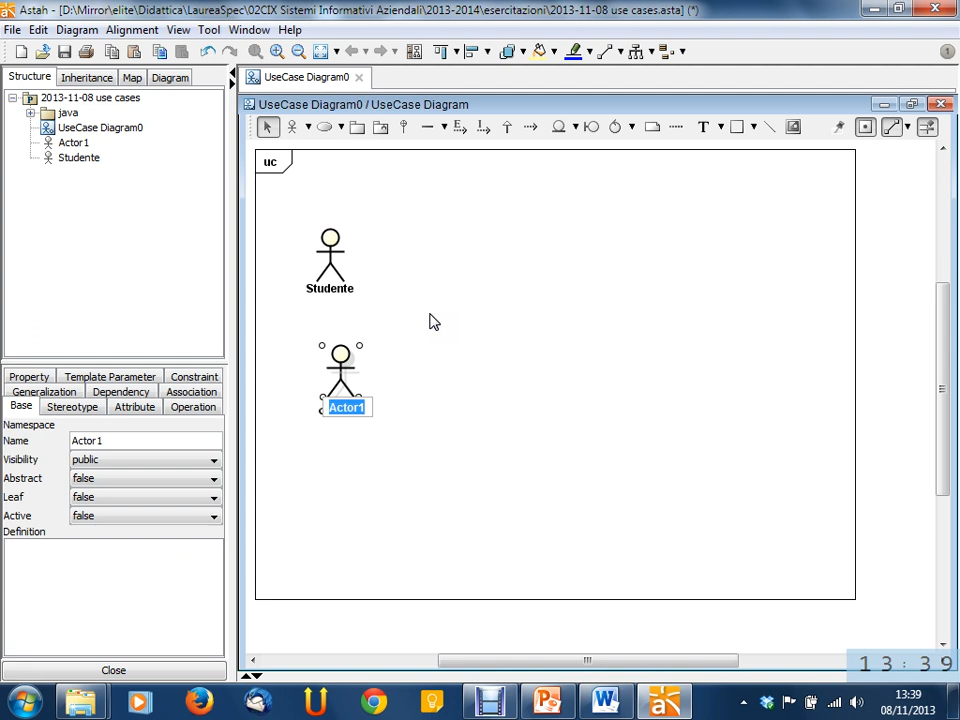 Astah - [D:\Mirror\elite\Didattica\LaureaSpec\02CIX Sistemi Informativi Aziendali\2013-2014\esercitazioni\2013-11-08 use cases.asta] (*)
File Edit Diagram Alignment View Tool Window Help
Structure Inheritance Map Diagram
UseCase Diagram0
2013-11-08 use cases
java
UseCase Diagram0
Actor1
Studente
UseCase Diagram0 / UseCase Diagram
E I T
uc
Studente
Actor1
Property Template Parameter Constraint
Generalization Dependency Association
Base Stereotype Attribute Operation
Namespace
Name Actor1
Visibility public
Abstract false
Leaf false
Active false
Definition
Close
13:39
13:39
08/11/2013
1